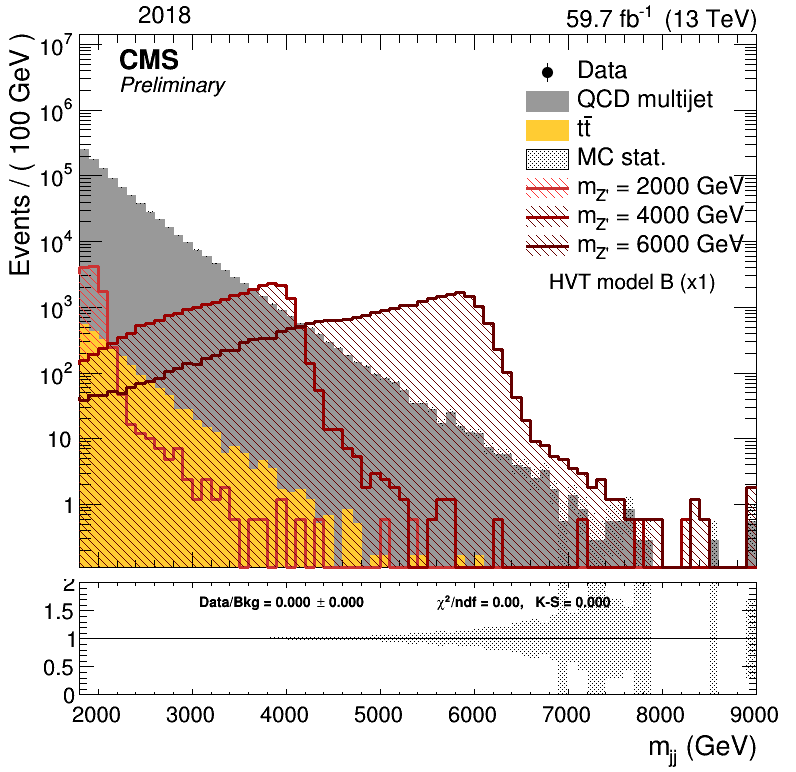 2018
59.7 fb⁻¹ (13 TeV)
CMS
Preliminary
Data
QCD multijet
tt̄
MC stat.
m_Z' = 2000 GeV
m_Z' = 4000 GeV
m_Z' = 6000 GeV
HVT model B (x1)
Events / ( 100 GeV )
10⁷
10⁶
10⁵
10⁴
10³
10²
10
1
Data/Bkg = 0.000 ± 0.000
χ²/ndf = 0.00, K-S = 0.000
2
1.5
1
0.5
0
2000 3000 4000 5000 6000 7000 8000 9000
m_jj (GeV)